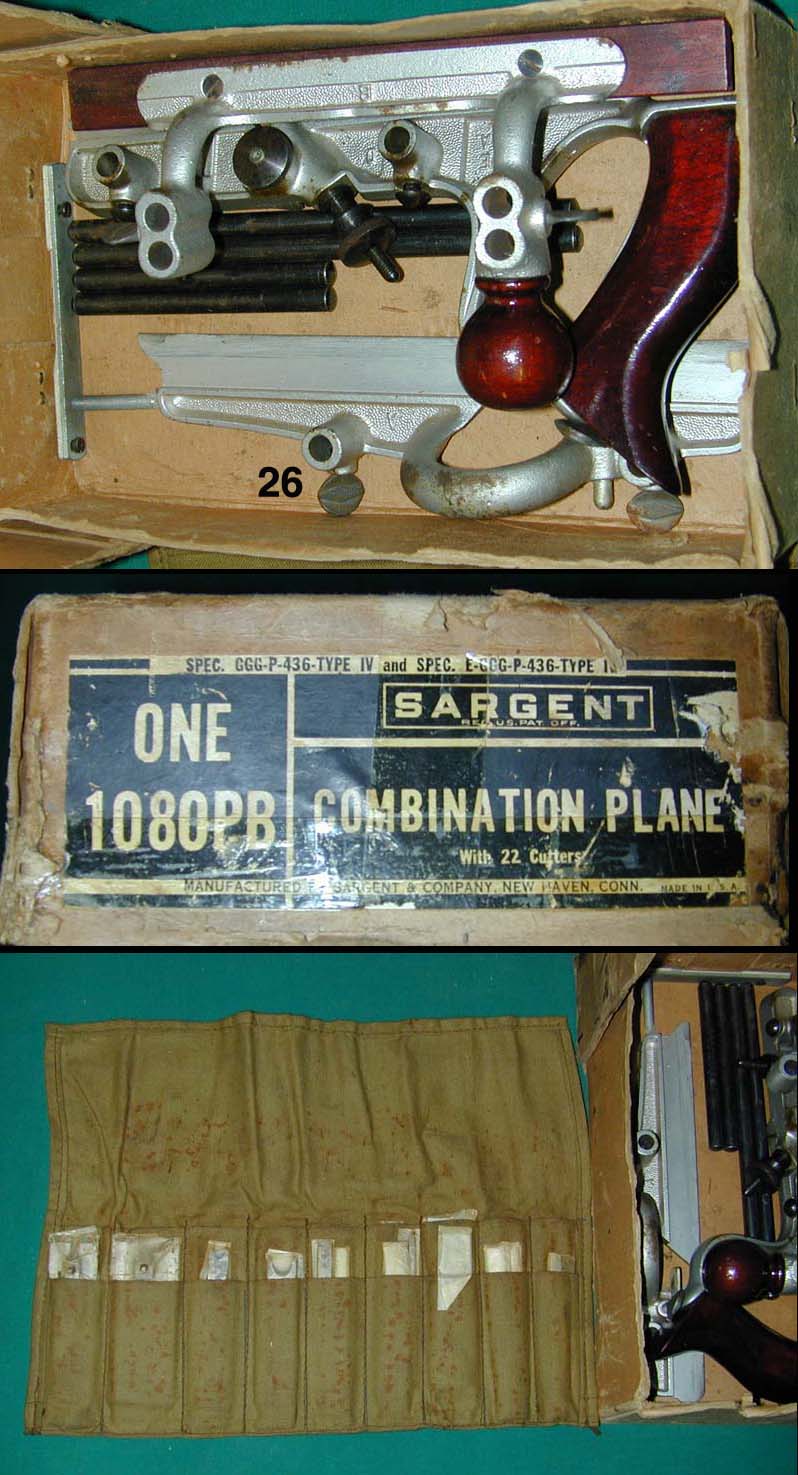 26
SPEC. GGG-P-436-TYPE IV and SPEC. E-GGG-P-436-TYPE
ONE
1080PB
SARGENT
REG. U.S. PAT. OFF.
COMBINATION PLANE
With 22 Cutters
MANUFACTURED SARGENT & COMPANY, NEW HAVEN, CONN.
MADE IN U.S.A.